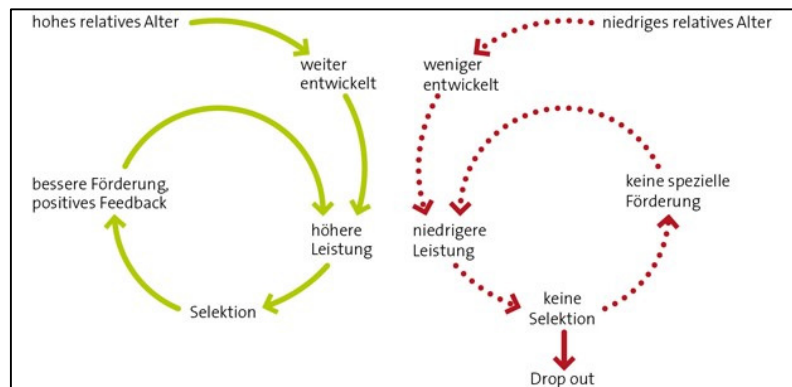 hohes relatives Alter
weiter
entwickelt
bessere Förderung,
positives Feedback
höhere
Leistung
Selektion
niedriges relatives Alter
weniger
entwickelt
keine spezielle
Förderung
niedrigere
Leistung
keine
Selektion
Drop out